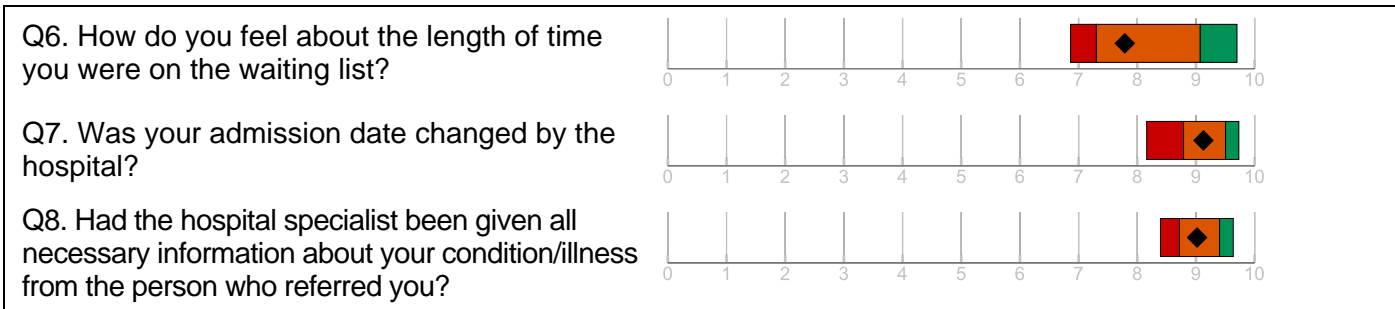 Q6. How do you feel about the length of time
you were on the waiting list?
0 1 2 3 4 5 6 7 8 9 10
Q7. Was your admission date changed by the
hospital?
0 1 2 3 4 5 6 7 8 9 10
Q8. Had the hospital specialist been given all
necessary information about your condition/illness
from the person who referred you?
0 1 2 3 4 5 6 7 8 9 10